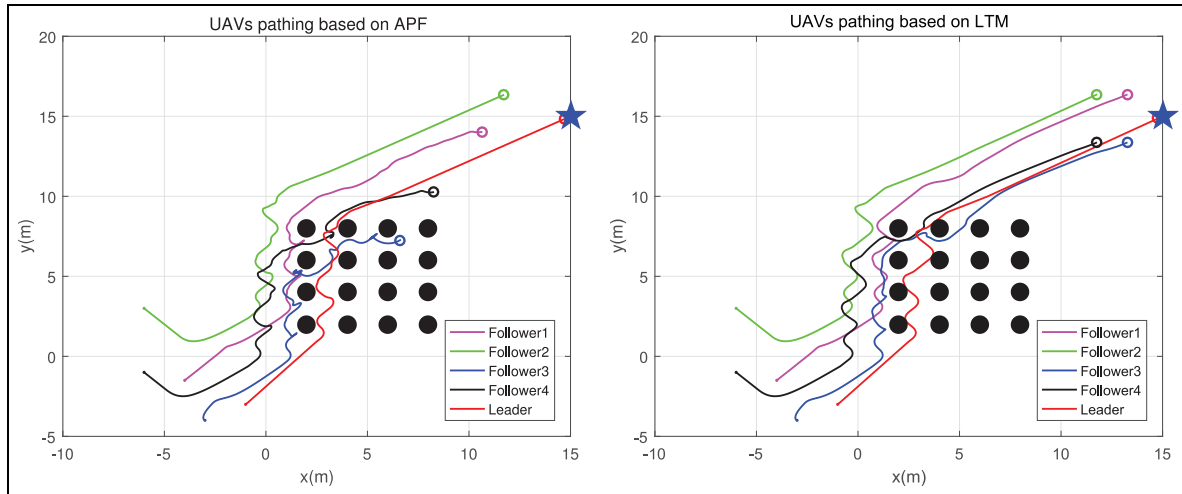 UAVs pathing based on APF
20
15
10
5
0
-5
y(m)
-10
-5
0
5
10
15
x(m)
Follower1
Follower2
Follower3
Follower4
Leader
UAVs pathing based on LTM
20
15
10
5
0
-5
y(m)
-10
-5
0
5
10
15
x(m)
Follower1
Follower2
Follower3
Follower4
Leader